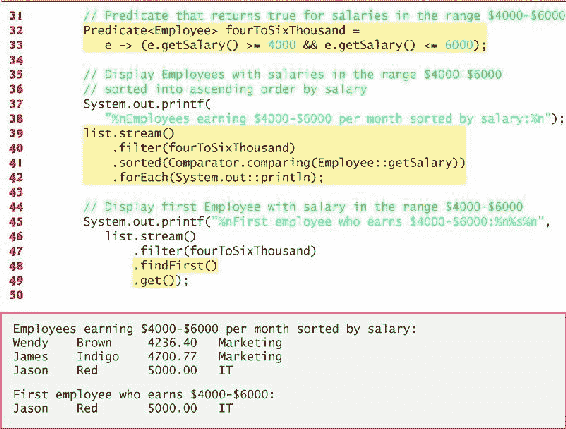 31 // Predicate that returns true for salaries in the range $4000-$6000
32 Predicate<Employee> fourToSixThousand =
33 e -> (e.getSalary() >= 4000 && e.getSalary() <= 6000);
34
35 // Display Employees with salaries in the range $4000-$6000
36 // sorted into ascending order by salary
37 System.out.printf(
38 "%nEmployees earning $4000-$6000 per month sorted by salary:%n");
39 list.stream()
40 .filter(fourToSixThousand)
41 .sorted(Comparator.comparing(Employee::getSalary))
42 .forEach(System.out::println);
43
44 // Display first Employee with salary in the range $4000-$6000
45 System.out.printf("%nFirst employee who earns $4000-$6000:%n%s%n",
46 list.stream()
47 .filter(fourToSixThousand)
48 .findFirst()
49 .get());
50
Employees earning $4000-$6000 per month sorted by salary:
Wendy Brown 4236.40 Marketing
James Indigo 4700.77 Marketing
Jason Red 5000.00 IT
First employee who earns $4000-$6000:
Jason Red 5000.00 IT